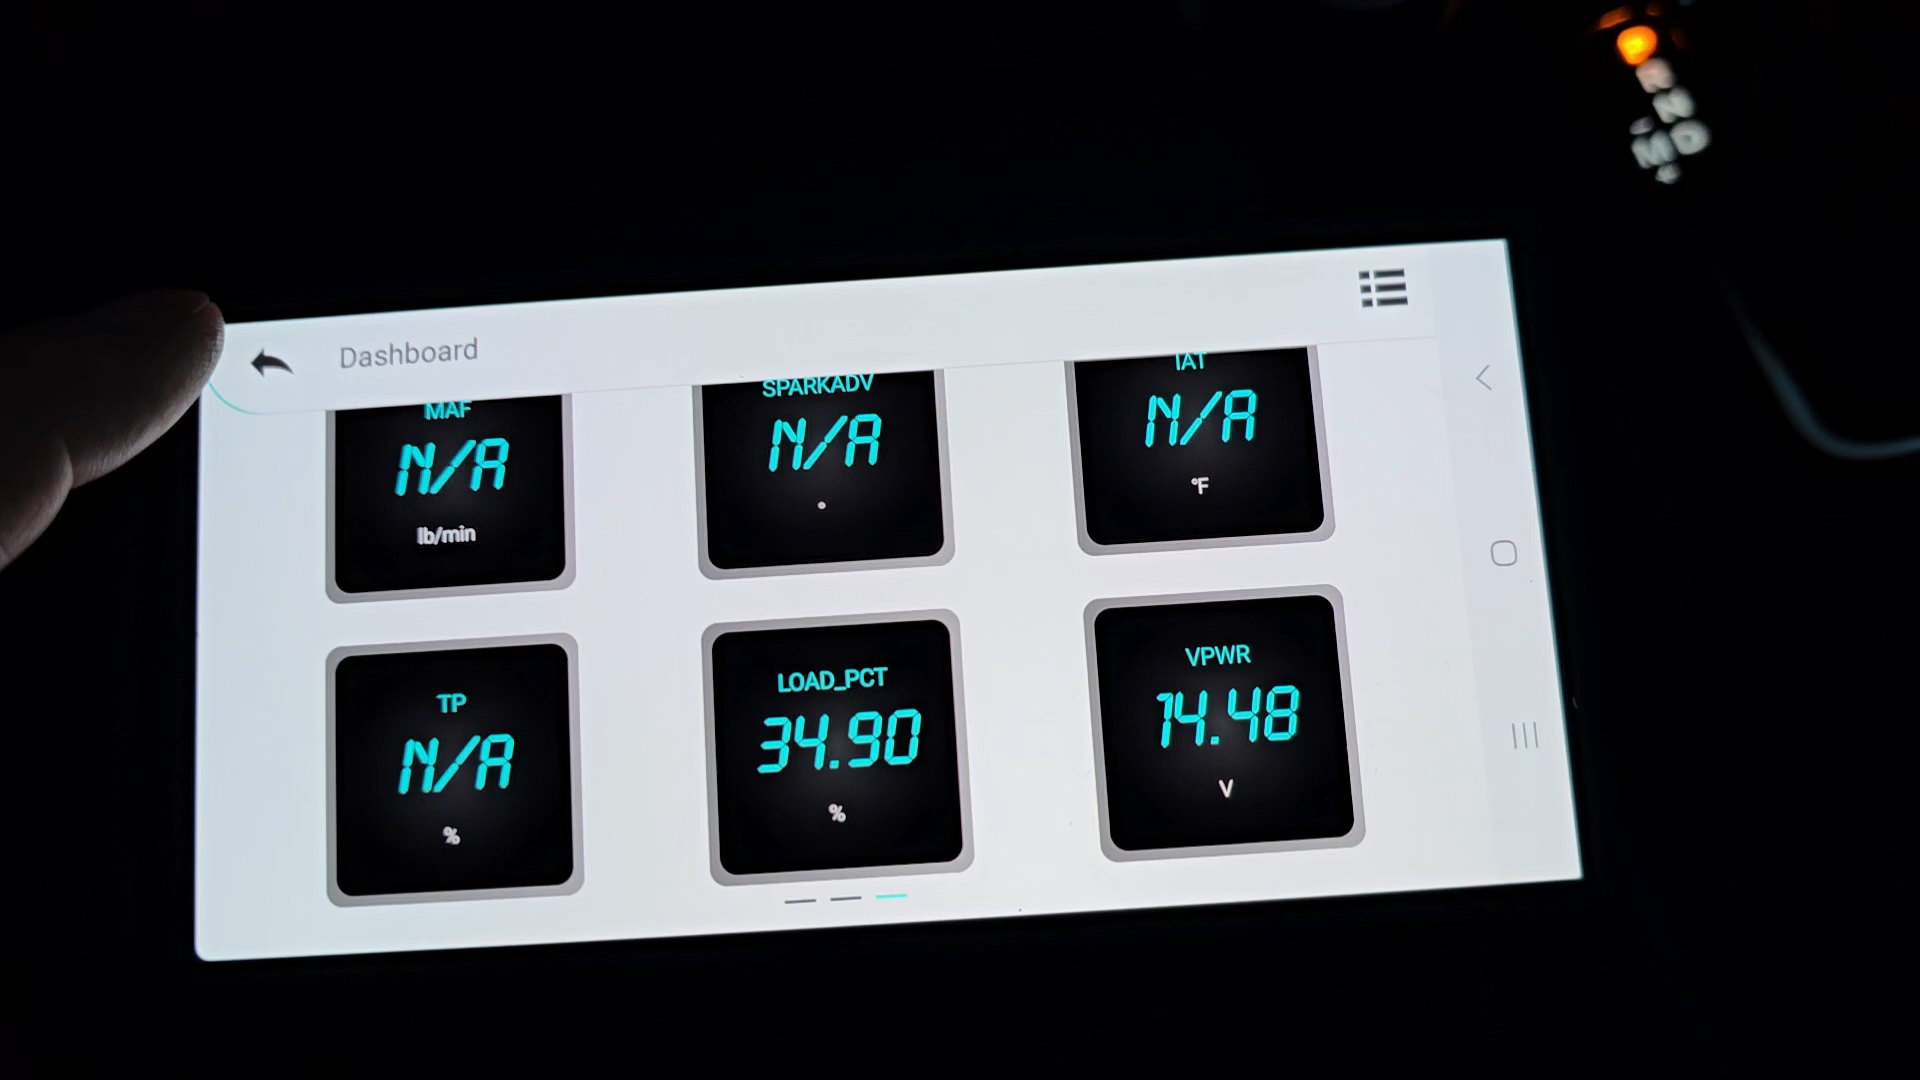 R
N
M D
Dashboard
MAF
N/A
lb/min
SPARKADV
N/A
°
IAT
N/A
°F
TP
N/A
%
LOAD_PCT
34.90
%
VPWR
14.48
V